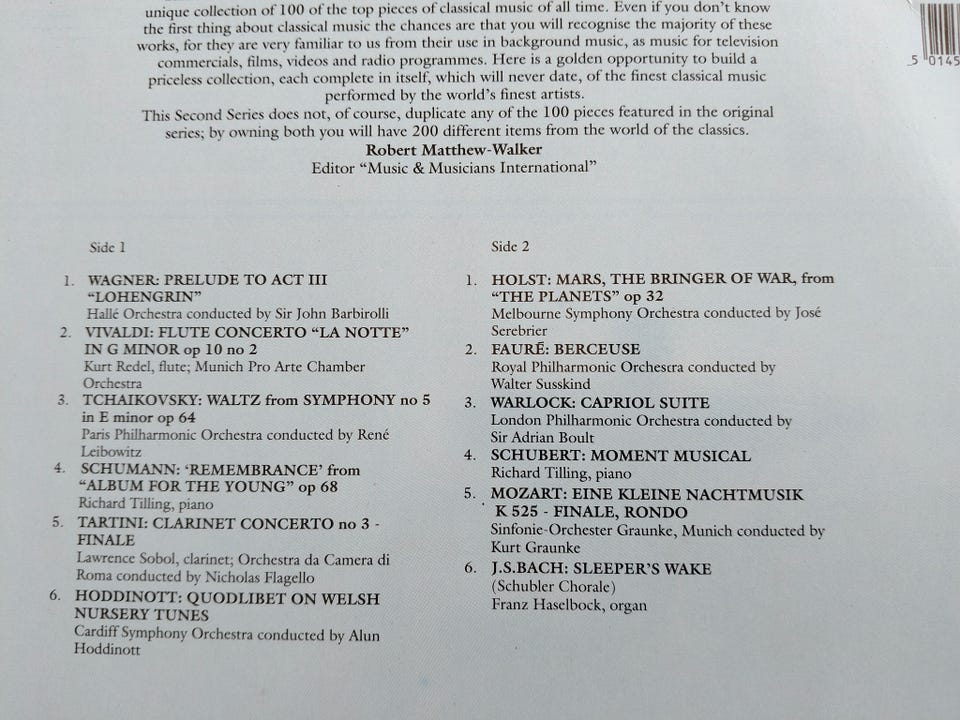 unique collection of 100 of the top pieces of classical music of all time. Even if you don't know
the first thing about classical music the chances are that you will recognise the majority of these
works, for they are very familiar to us from their use in background music, as music for television
commercials, films, videos and radio programmes. Here is a golden opportunity to build a
priceless collection, each complete in itself, which will never date, of the finest classical music
performed by the world's finest artists.
This Second Series does not, of course, duplicate any of the 100 pieces featured in the original
series; by owning both you will have 200 different items from the world of the classics.
Robert Matthew-Walker
Editor "Music & Musicians International"
5 0145
Side 1
1. WAGNER: PRELUDE TO ACT III
"LOHENGRIN"
Hallé Orchestra conducted by Sir John Barbirolli
2. VIVALDI: FLUTE CONCERTO "LA NOTTE"
IN G MINOR op 10 no 2
Kurt Redel, flute; Munich Pro Arte Chamber
Orchestra
3. TCHAIKOVSKY: WALTZ from SYMPHONY no 5
in E minor op 64
Paris Philharmonic Orchestra conducted by René
Leibowitz
4. SCHUMANN: 'REMEMBRANCE' from
"ALBUM FOR THE YOUNG" op 68
Richard Tilling, piano
5. TARTINI: CLARINET CONCERTO no 3 -
FINALE
Lawrence Sobol, clarinet; Orchestra da Camera di
Roma conducted by Nicholas Flagello
6. HODDINOTT: QUODLIBET ON WELSH
NURSERY TUNES
Cardiff Symphony Orchestra conducted by Alun
Hoddinott
Side 2
1. HOLST: MARS, THE BRINGER OF WAR, from
"THE PLANETS" op 32
Melbourne Symphony Orchestra conducted by José
Serebrier
2. FAURÉ: BERCEUSE
Royal Philharmonic Orchestra conducted by
Walter Susskind
3. WARLOCK: CAPRIOL SUITE
London Philharmonic Orchestra conducted by
Sir Adrian Boult
4. SCHUBERT: MOMENT MUSICAL
Richard Tilling, piano
5. MOZART: EINE KLEINE NACHTMUSIK
K 525 - FINALE, RONDO
Sinfonie-Orchester Graunke, Munich conducted by
Kurt Graunke
6. J.S.BACH: SLEEPER'S WAKE
(Schubler Chorale)
Franz Haselbock, organ